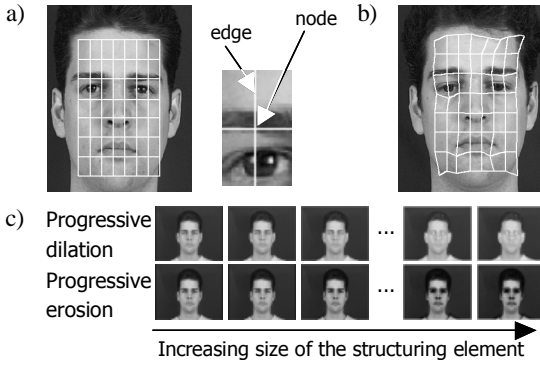 a)
edge
node
b)
c)
Progressive
dilation
...
Progressive
erosion
...
Increasing size of the structuring element